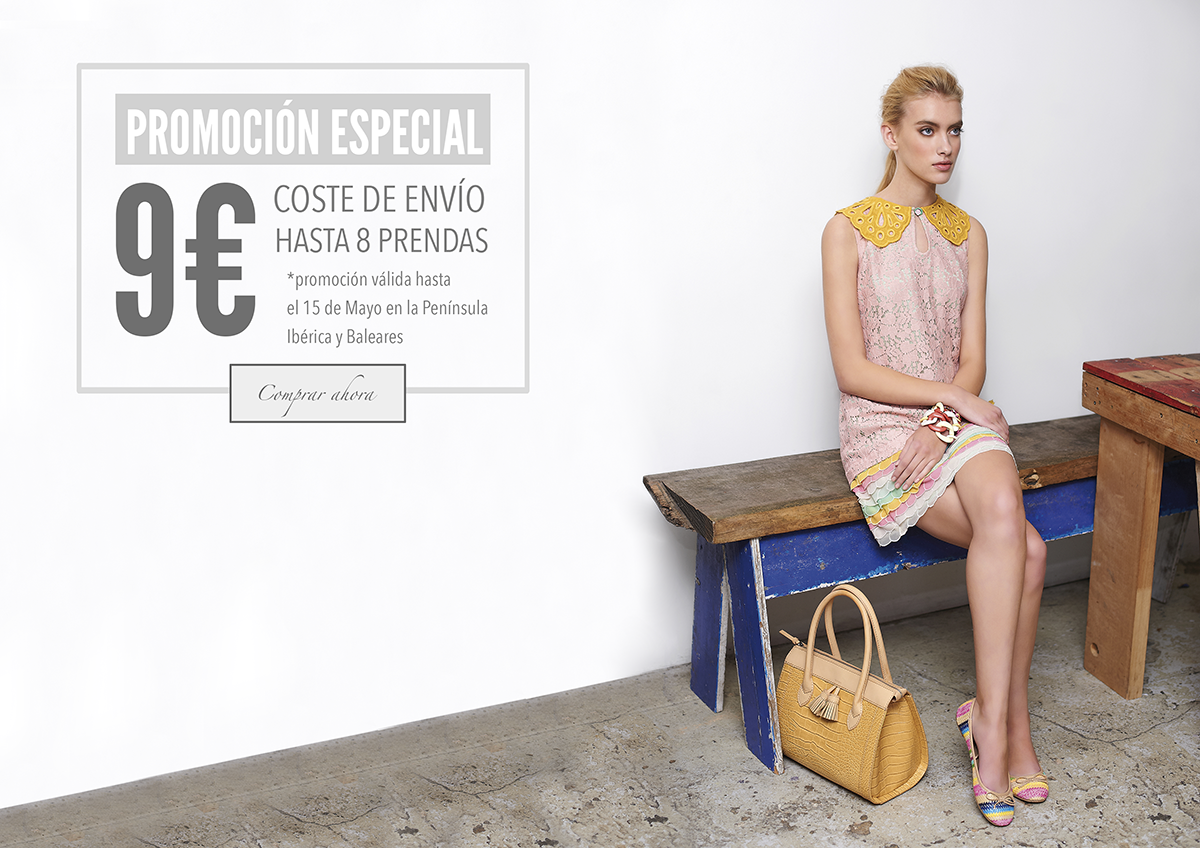 PROMOCIÓN ESPECIAL
9€
COSTE DE ENVÍO
HASTA 8 PRENDAS
*promoción válida hasta
el 15 de Mayo en la Península
Ibérica y Baleares
Comprar ahora